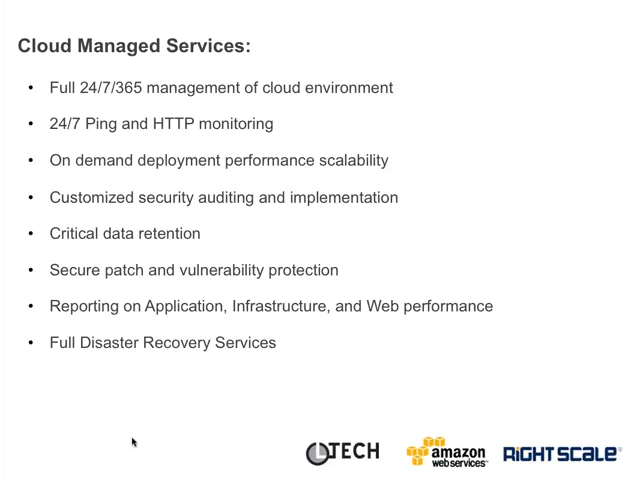 Cloud Managed Services:
• Full 24/7/365 management of cloud environment
• 24/7 Ping and HTTP monitoring
• On demand deployment performance scalability
• Customized security auditing and implementation
• Critical data retention
• Secure patch and vulnerability protection
• Reporting on Application, Infrastructure, and Web performance
• Full Disaster Recovery Services
LTECH
amazon
webservices™
RIGHTSCALE®